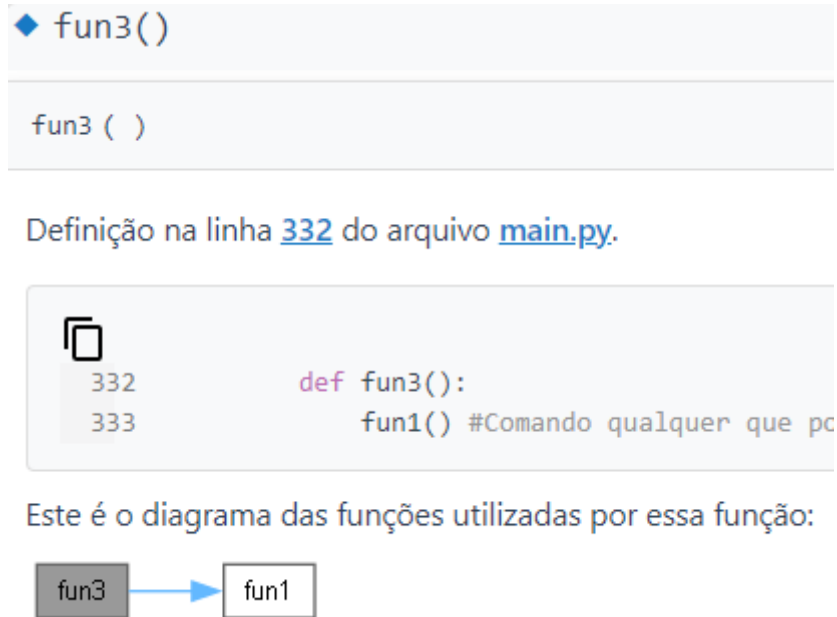 fun3()
fun3 ( )
Definição na linha 332 do arquivo main.py.
332 def fun3():
333 fun1() #Comando qualquer que
Este é o diagrama das funções utilizadas por essa função:
fun3 fun1